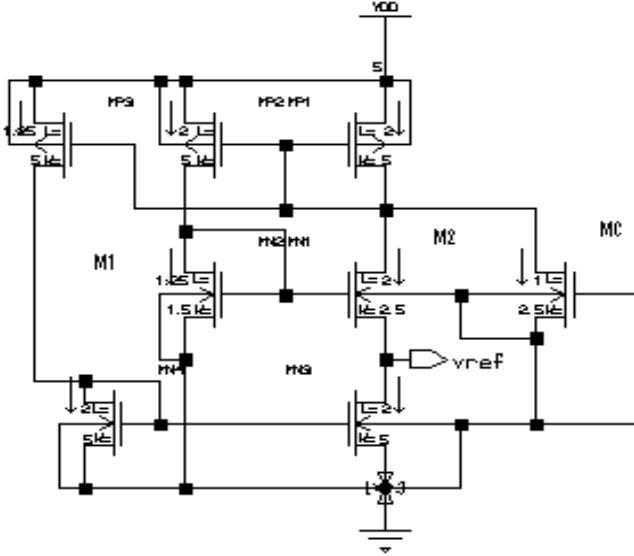 VDD
5
MP3
MP2 MP1
1.25
L=
2
L=
L=
2
5
W=
5
W=
W=
5
MN2 MN1
M2
MC
M1
1.25
L=
L=
2
1
L=
1.5
W=
W=
2.5
2.5
W=
vref
MN4
MN3
2
L=
L=
2
5
W=
W=
5